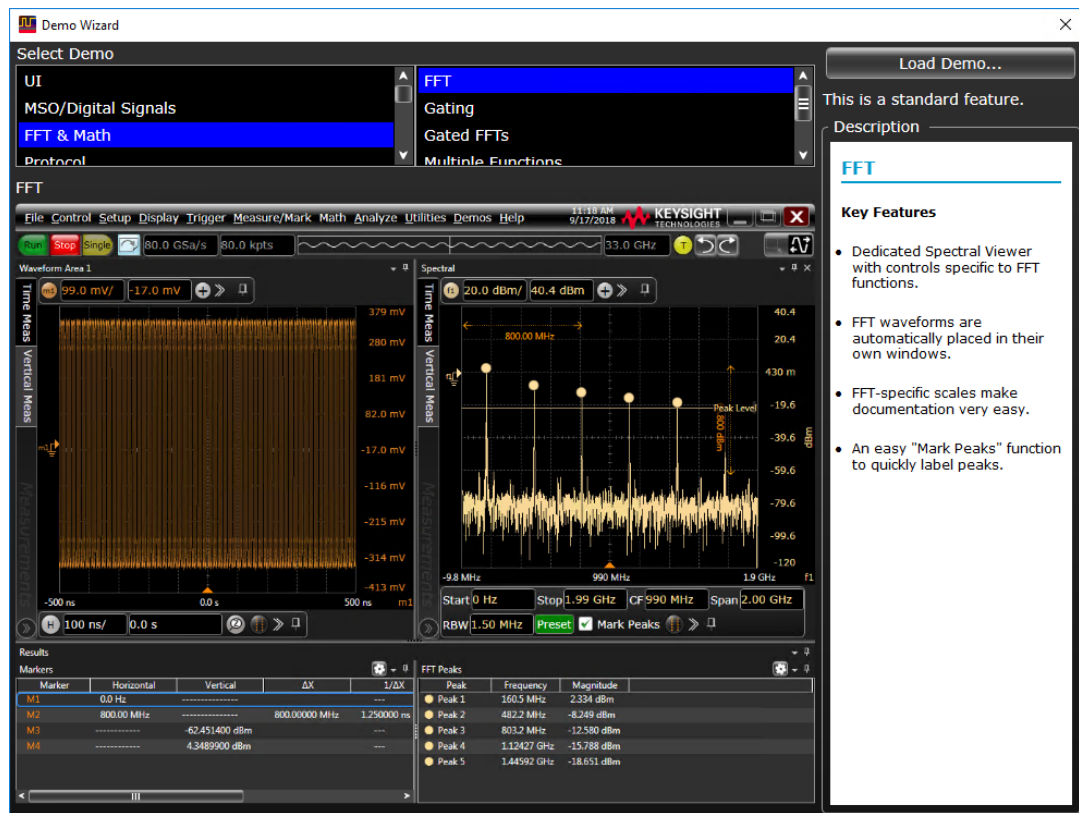 Demo Wizard
Select Demo
UI
MSO/Digital Signals
FFT & Math
Protocol
FFT
Gating
Gated FFTs
Multiple Functions
Load Demo...
This is a standard feature.
Description
FFT
Key Features
• Dedicated Spectral Viewer
with controls specific to FFT
functions.
• FFT waveforms are
automatically placed in their
own windows.
• FFT-specific scales make
documentation very easy.
• An easy "Mark Peaks" function
to quickly label peaks.
FFT
File Control Setup Display Trigger Measure/Mark Math Analyze Utilities Demos Help
11:18 AM
9/17/2018
KEYSIGHT
TECHNOLOGIES
Run Stop Single 80.0 GSa/s 80.0 kpts 33.0 GHz T
Waveform Area 1
m1 99.0 mV/ -17.0 mV
Time Meas
Vertical Meas
Measurements
379 mV
280 mV
181 mV
82.0 mV
-17.0 mV
-116 mV
-215 mV
-314 mV
-413 mV
m1
-500 ns 0.0 s 500 ns m1
H 100 ns/ 0.0 s
Spectral
f1 20.0 dBm/ 40.4 dBm
Time Meas
Vertical Meas
Measurements
800.00 MHz
Peak Level
40.4
20.4
430 m
-19.6
-39.6
-59.6
-79.6
-99.6
-120
dBm
-9.8 MHz 990 MHz 1.9 GHz f1
Start 0 Hz Stop 1.99 GHz CF 990 MHz Span 2.00 GHz
RBW 1.50 MHz Preset Mark Peaks
Results
Markers
Marker Horizontal Vertical ΔX 1/ΔX
M1 0.0 Hz --------------- ---
M2 800.00 MHz --------------- 800.00000 MHz 1.250000 ns
M3 ------------ -62.451400 dBm ---
M4 ------------ 4.3489900 dBm ---
FFT Peaks
Peak Frequency Magnitude
Peak 1 160.5 MHz 2.334 dBm
Peak 2 482.2 MHz -8.249 dBm
Peak 3 803.2 MHz -12.580 dBm
Peak 4 1.12427 GHz -15.788 dBm
Peak 5 1.44592 GHz -18.651 dBm